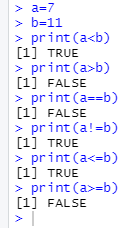 > a=7
> b=11
> print(a<b)
[1] TRUE
> print(a>b)
[1] FALSE
> print(a==b)
[1] FALSE
> print(a!=b)
[1] TRUE
> print(a<=b)
[1] TRUE
> print(a>=b)
[1] FALSE
>